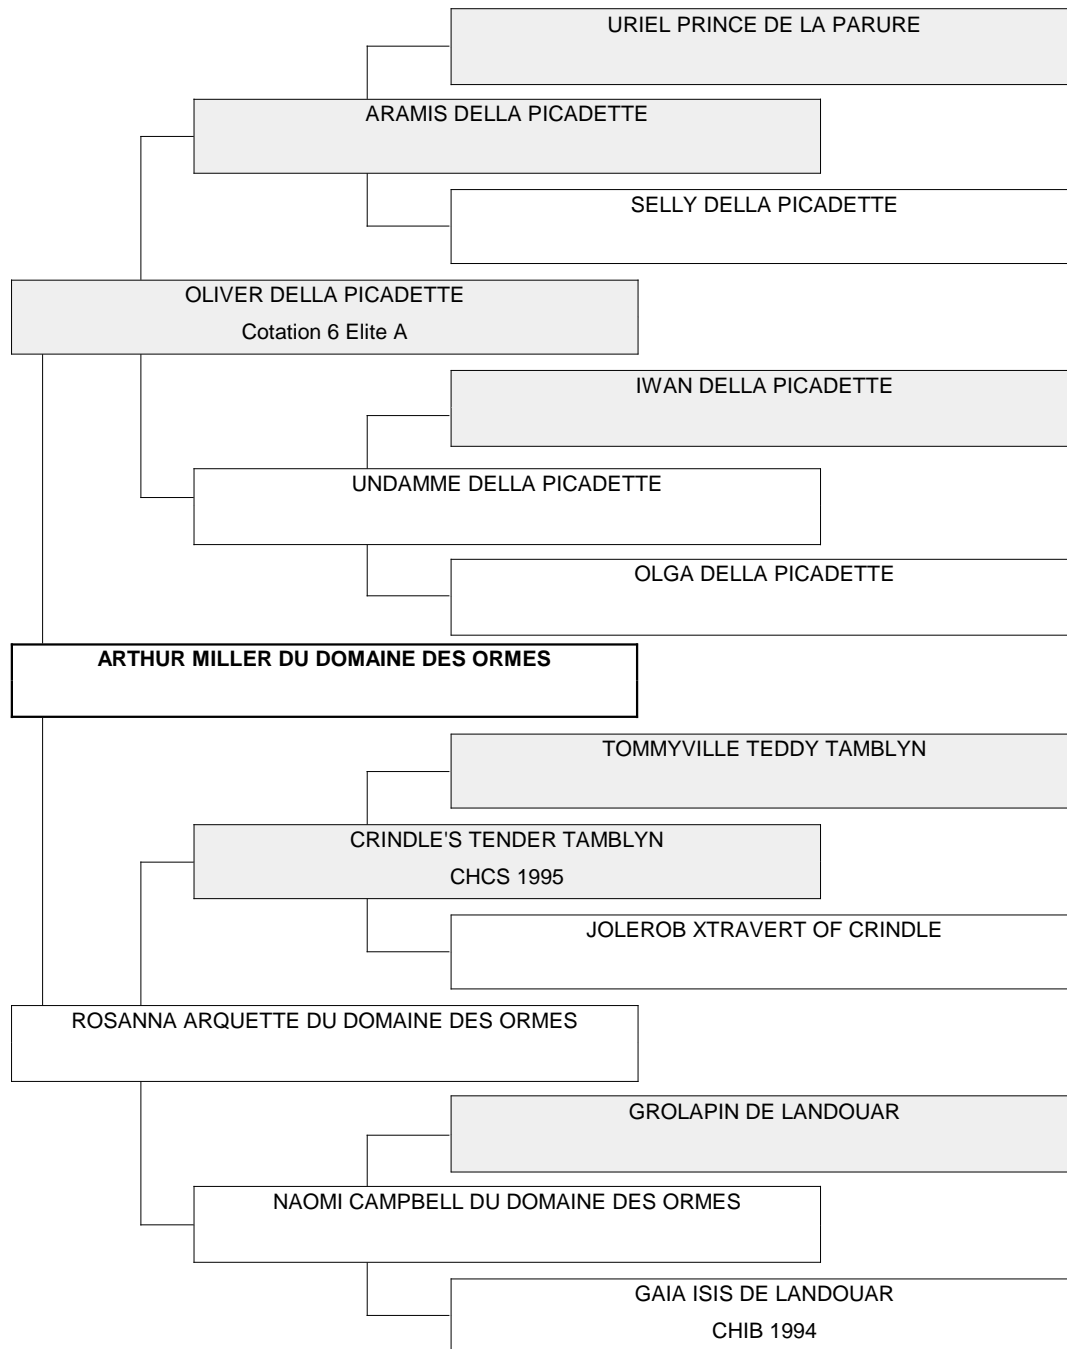 URIEL PRINCE DE LA PARURE
ARAMIS DELLA PICADETTE
SELLY DELLA PICADETTE
OLIVER DELLA PICADETTE
Cotation 6 Elite A
IWAN DELLA PICADETTE
UNDAMME DELLA PICADETTE
OLGA DELLA PICADETTE
ARTHUR MILLER DU DOMAINE DES ORMES
TOMMYVILLE TEDDY TAMBLYN
CRINDLE'S TENDER TAMBLYN
CHCS 1995
JOLEROB XTRAVERT OF CRINDLE
ROSANNA ARQUETTE DU DOMAINE DES ORMES
GROLAPIN DE LANDOUAR
NAOMI CAMPBELL DU DOMAINE DES ORMES
GAIA ISIS DE LANDOUAR
CHIB 1994